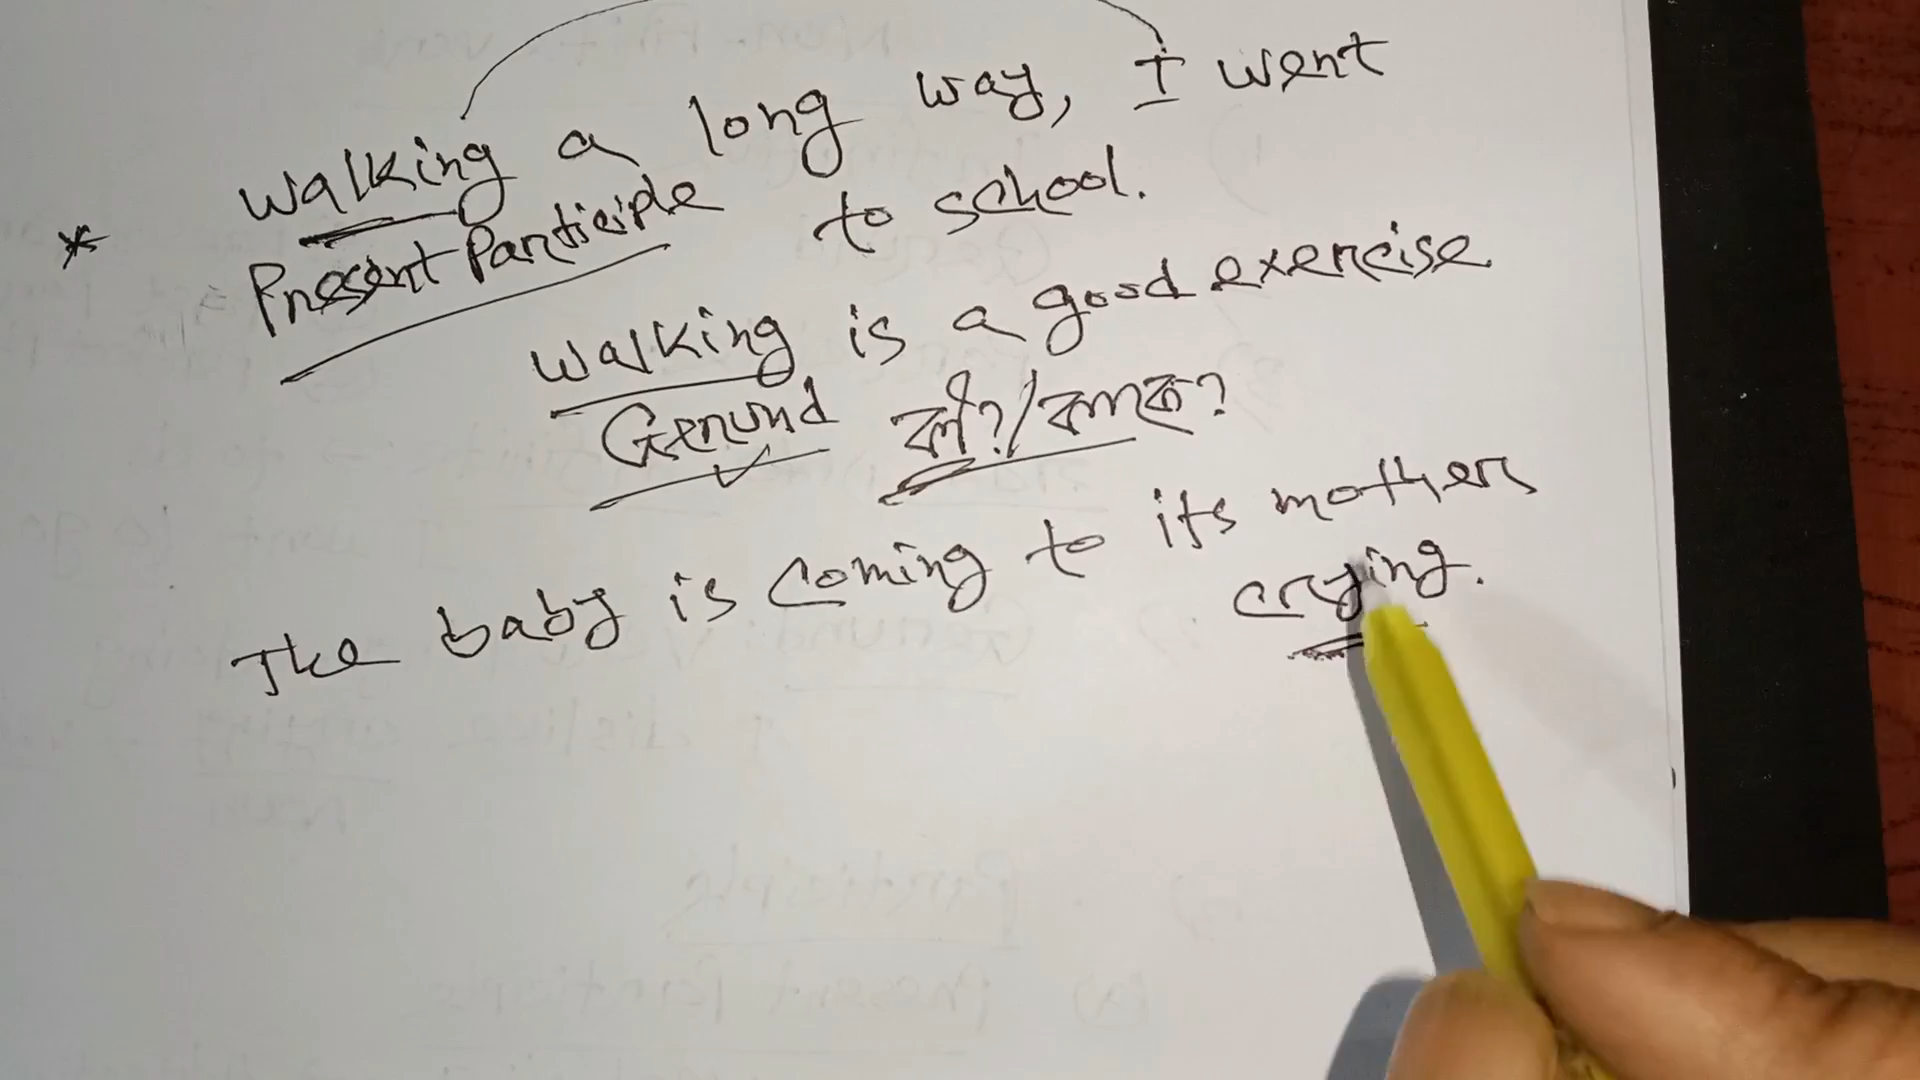 Walking a long way, I went
to school.
* Present Participle
Walking is a good exercise
Gerund কী?/কাকে?
The baby is coming to its mothers
crying.